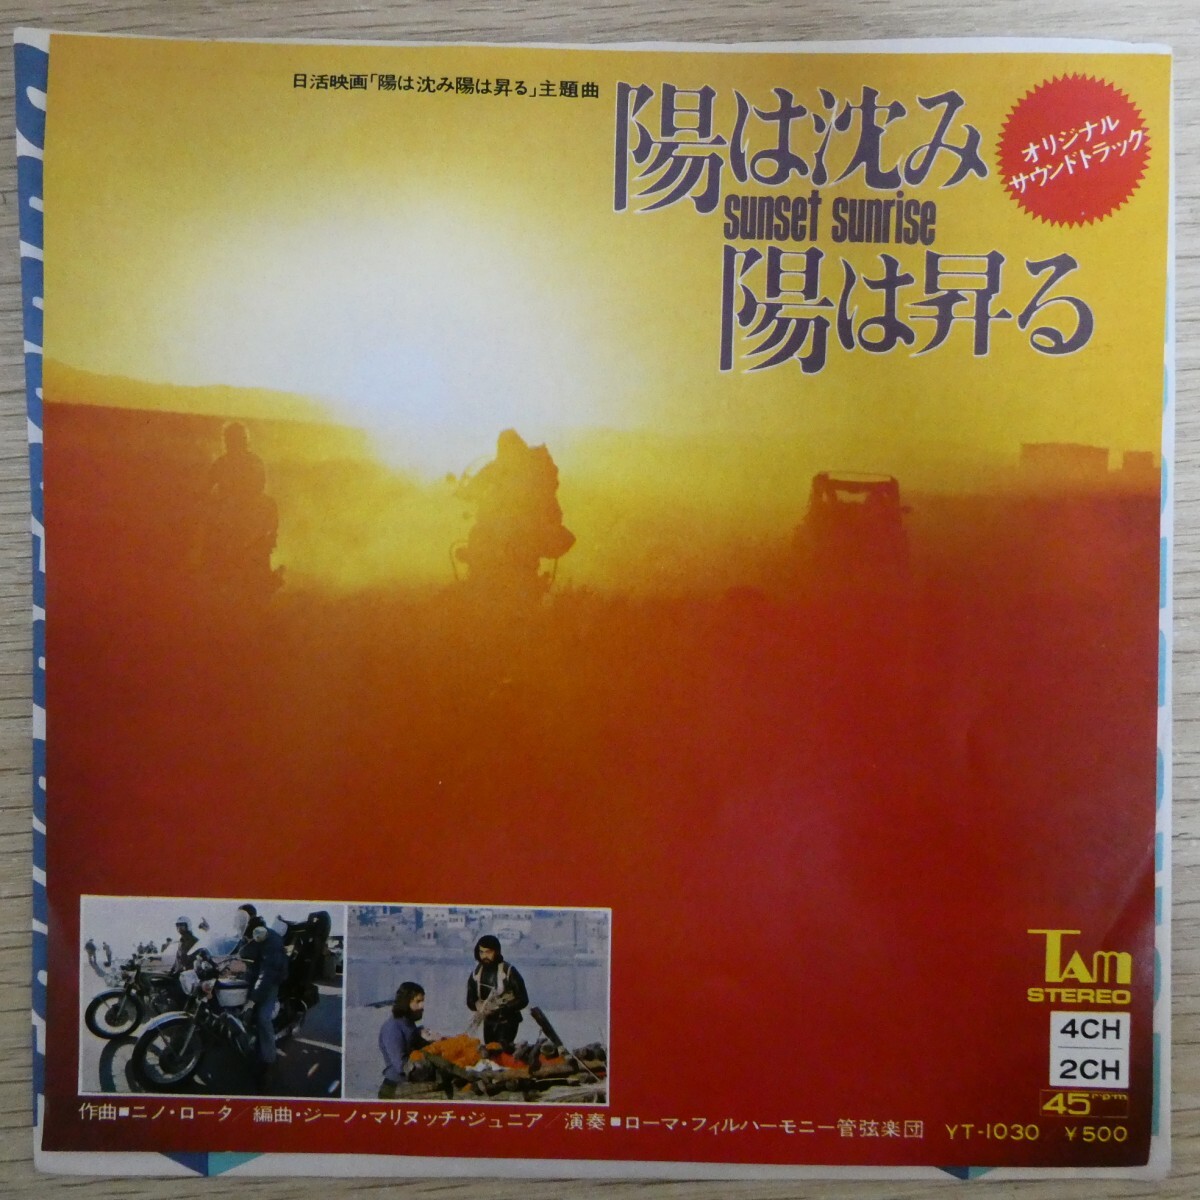 日活映画「陽は沈み陽は昇る」主題曲
陽は沈み
sunset sunrise
陽は昇る
オリジナル
サウンドトラック
TAM
STEREO
4CH
2CH
45rpm
作曲■ニノ・ロータ/編曲・ジーノ・マリヌッチ・ジュニア/演奏■ローマ・フィルハーモニー管弦楽団 YT-1030/¥500